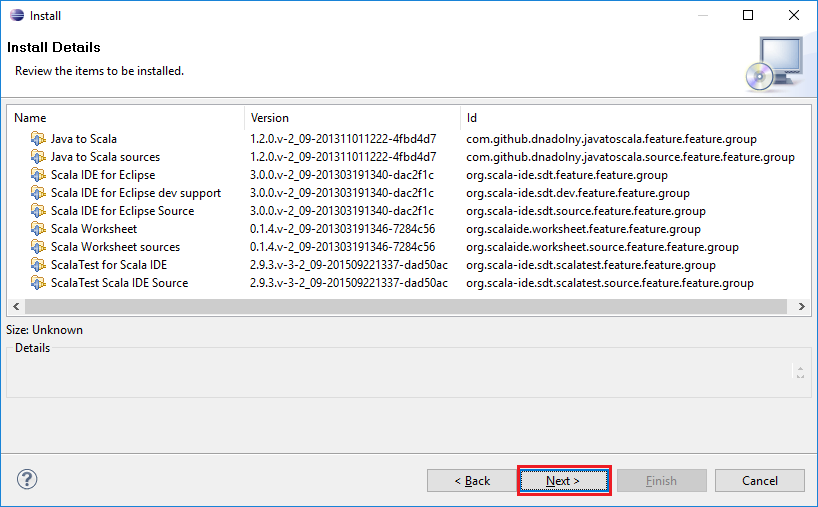 Install
Install Details
Review the items to be installed.
Name Version Id
Java to Scala 1.2.0.v-2_09-201311011222-4fbd4d7 com.github.dnadolny.javatoscala.feature.feature.group
Java to Scala sources 1.2.0.v-2_09-201311011222-4fbd4d7 com.github.dnadolny.javatoscala.source.feature.feature.group
Scala IDE for Eclipse 3.0.0.v-2_09-201303191340-dac2f1c org.scala-ide.sdt.feature.feature.group
Scala IDE for Eclipse dev support 3.0.0.v-2_09-201303191340-dac2f1c org.scala-ide.sdt.dev.feature.feature.group
Scala IDE for Eclipse Source 3.0.0.v-2_09-201303191340-dac2f1c org.scala-ide.sdt.source.feature.feature.group
Scala Worksheet 0.1.4.v-2_09-201303191346-7284c56 org.scalaide.worksheet.feature.feature.group
Scala Worksheet sources 0.1.4.v-2_09-201303191346-7284c56 org.scalaide.worksheet.source.feature.feature.group
ScalaTest for Scala IDE 2.9.3.v-3-2_09-201509221337-dad50ac org.scala-ide.sdt.scalatest.feature.feature.group
ScalaTest Scala IDE Source 2.9.3.v-3-2_09-201509221337-dad50ac org.scala-ide.sdt.scalatest.source.feature.feature.group
Size: Unknown
Details
? < Back Next > Finish Cancel